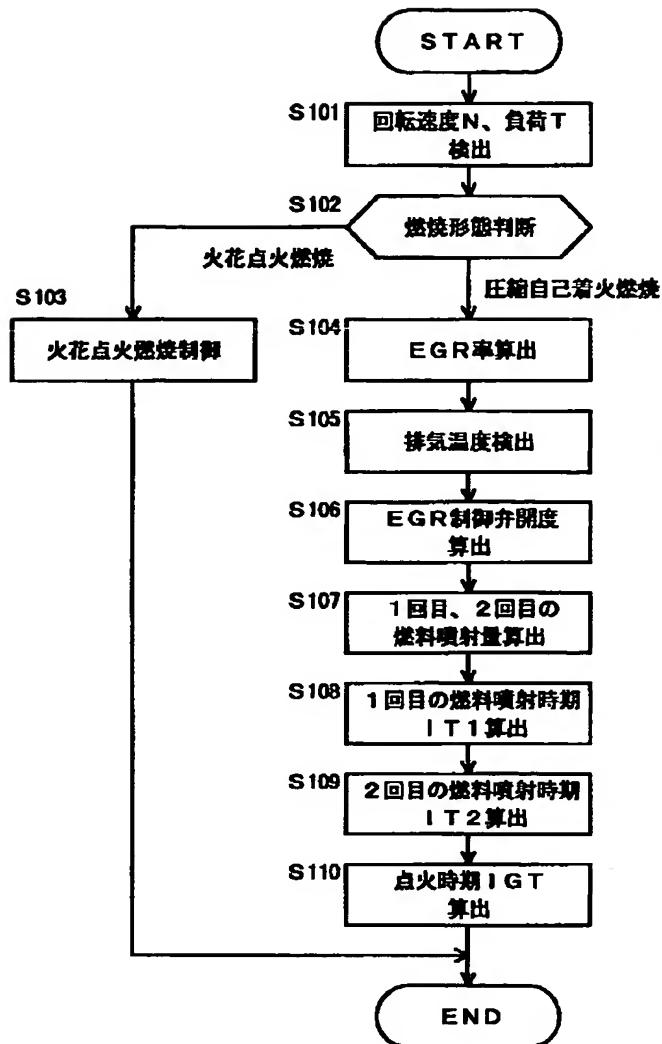 START
S101
回転速度N、負荷T
検出
S102
燃焼形態判断
火花点火燃焼
圧縮自己着火燃焼
S103
火花点火燃焼制御
S104
EGR率算出
S105
排気温度検出
S106
EGR制御弁開度
算出
S107
1回目、2回目の
燃料噴射量算出
S108
1回目の燃料噴射時期
IT1算出
S109
2回目の燃料噴射時期
IT2算出
S110
点火時期IGT
算出
END